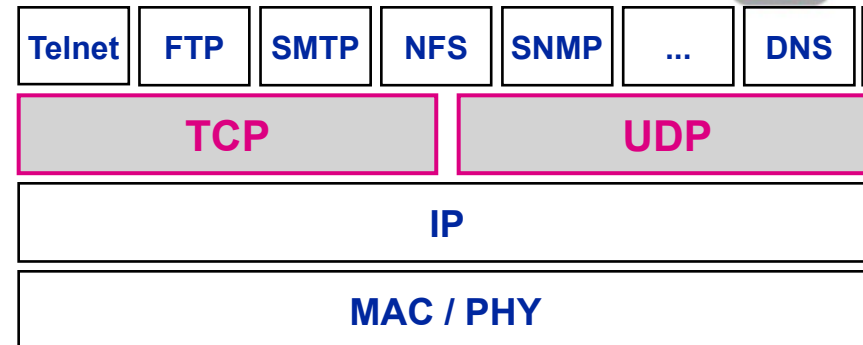 Telnet FTP SMTP NFS SNMP ... DNS
TCP UDP
IP
MAC / PHY